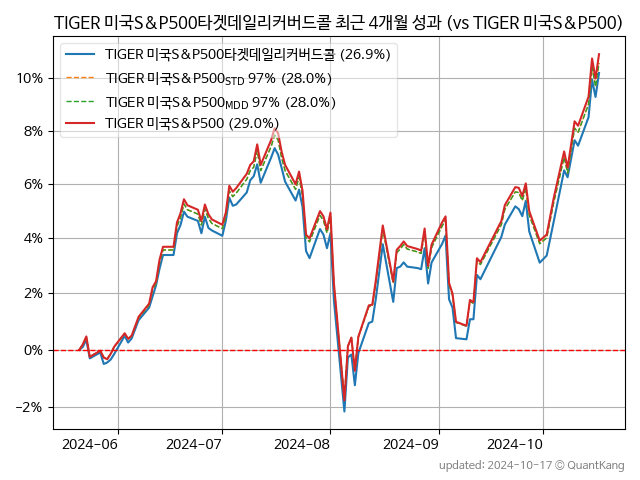 TIGER 미국S&P500타겟데일리커버드콜 최근 4개월 성과 (vs TIGER 미국S&P500)
TIGER 미국S&P500타겟데일리커버드콜 (26.9%)
TIGER 미국S&P500STD 97% (28.0%)
TIGER 미국S&P500MDD 97% (28.0%)
TIGER 미국S&P500 (29.0%)
10%
8%
6%
4%
2%
0%
−2%
2024-06
2024-07
2024-08
2024-09
2024-10
updated: 2024-10-17 © QuantKang